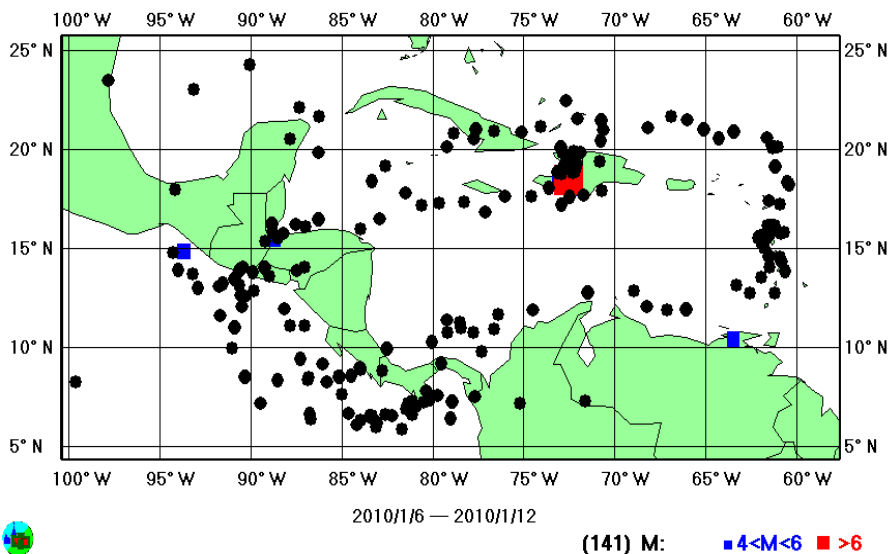 100° W 95° W 90° W 85° W 80° W 75° W 70° W 65° W 60° W
25° N 25° N
20° N 20° N
15° N 15° N
10° N 10° N
5° N 5° N
100° W 95° W 90° W 85° W 80° W 75° W 70° W 65° W 60° W
2010/1/6 — 2010/1/12
(141) M: 4<M<6 >6